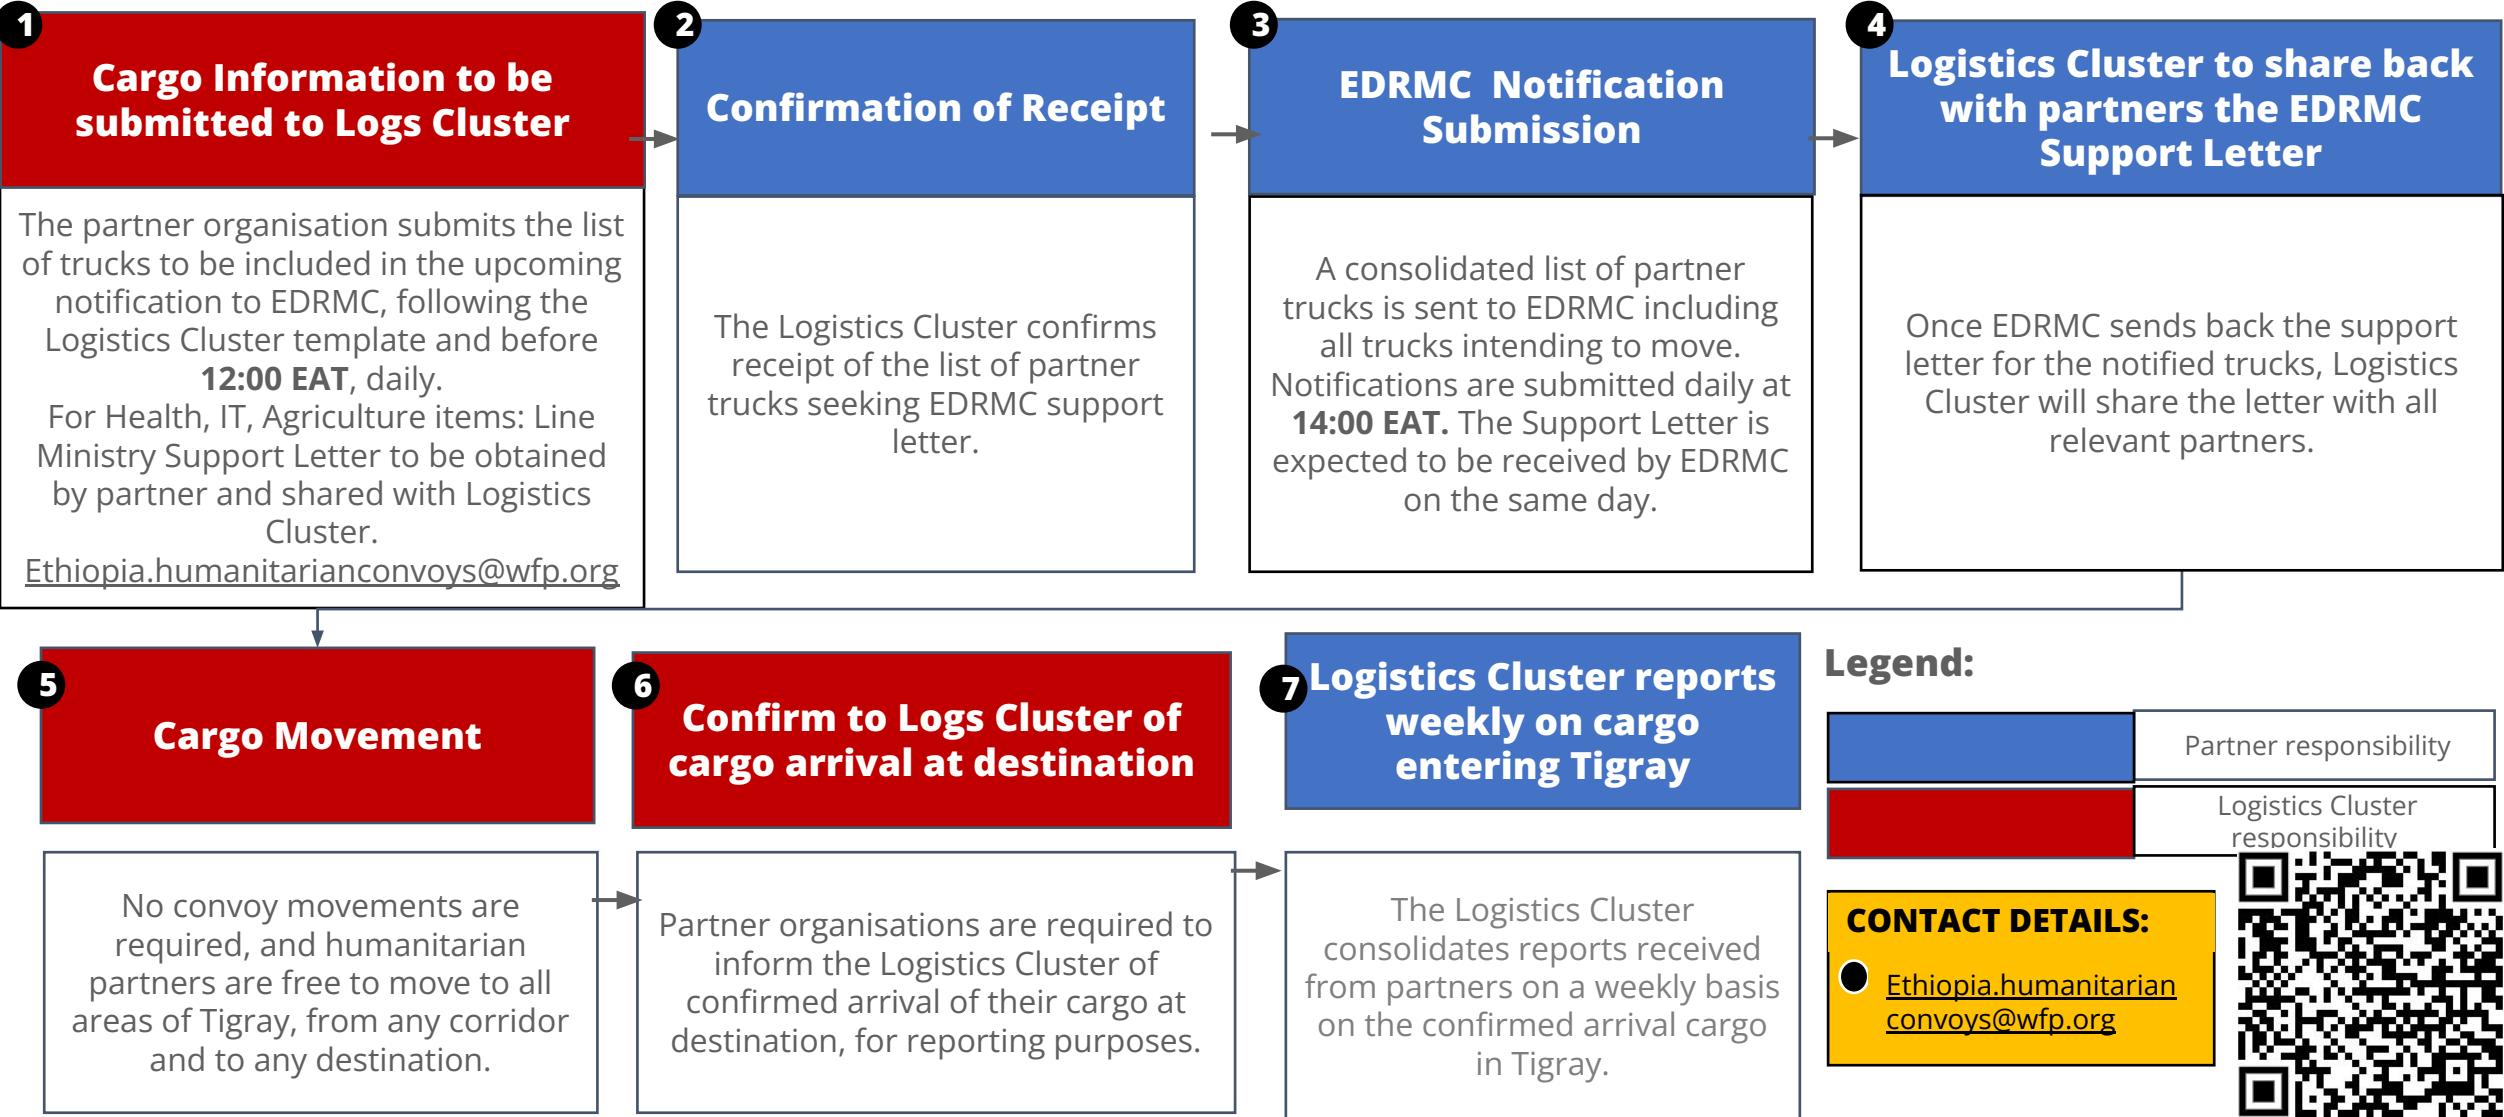 1
Cargo Information to be
submitted to Logs Cluster
The partner organisation submits the list
of trucks to be included in the upcoming
notification to EDRMC, following the
Logistics Cluster template and before
12:00 EAT, daily.
For Health, IT, Agriculture items: Line
Ministry Support Letter to be obtained
by partner and shared with Logistics
Cluster.
Ethiopia.humanitarianconvoys@wfp.org
2
Confirmation of Receipt
The Logistics Cluster confirms
receipt of the list of partner
trucks seeking EDRMC support
letter.
3
EDRMC  Notification
Submission
A consolidated list of partner
trucks is sent to EDRMC including
all trucks intending to move.
Notifications are submitted daily at
14:00 EAT. The Support Letter is
expected to be received by EDRMC
on the same day.
4
Logistics Cluster to share back
with partners the EDRMC
Support Letter
Once EDRMC sends back the support
letter for the notified trucks, Logistics
Cluster will share the letter with all
relevant partners.
5
Cargo Movement
No convoy movements are
required, and humanitarian
partners are free to move to all
areas of Tigray, from any corridor
and to any destination.
6
Confirm to Logs Cluster of
cargo arrival at destination
Partner organisations are required to
inform the Logistics Cluster of
confirmed arrival of their cargo at
destination, for reporting purposes.
7
Logistics Cluster reports
weekly on cargo
entering Tigray
The Logistics Cluster
consolidates reports received
from partners on a weekly basis
on the confirmed arrival cargo
in Tigray.
Legend:
Partner responsibility
Logistics Cluster
responsibility
CONTACT DETAILS:
Ethiopia.humanitarian
convoys@wfp.org